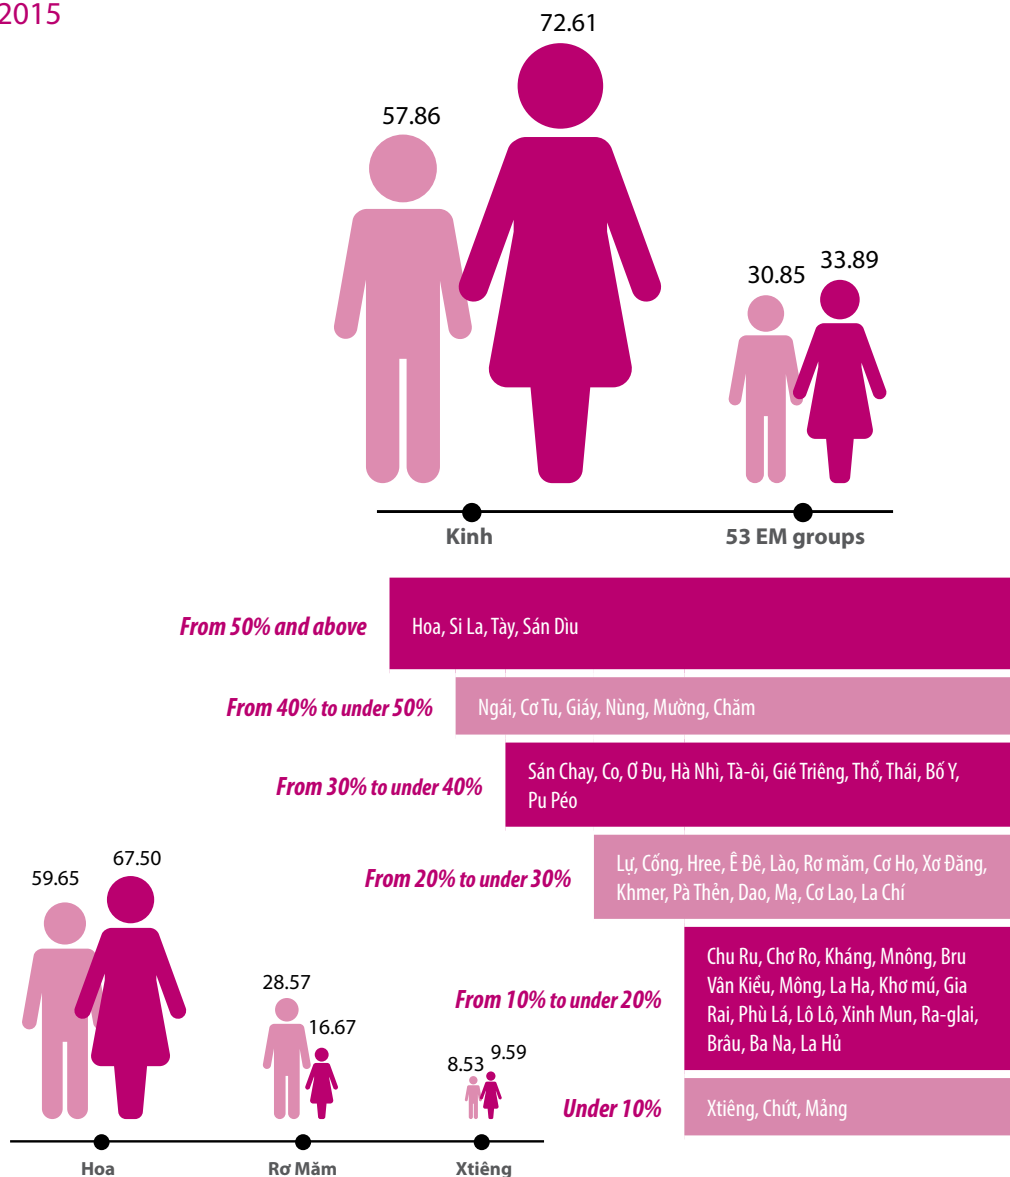 2015
72.61
57.86
30.85
33.89
Kinh
53 EM groups
From 50% and above
Hoa, Si La, Tày, Sán Dìu
From 40% to under 50%
Ngái, Cơ Tu, Giáy, Nùng, Mường, Chăm
From 30% to under 40%
Sán Chay, Co, Ơ Đu, Hà Nhì, Tà-ôi, Gié Triêng, Thổ, Thái, Bố Y,
Pu Péo
From 20% to under 30%
Lự, Cống, Hree, Ê Đê, Lào, Rơ măm, Cơ Ho, Xơ Đăng,
Khmer, Pà Thẻn, Dao, Mạ, Cơ Lao, La Chí
From 10% to under 20%
Chu Ru, Chơ Ro, Kháng, Mnông, Bru
Vân Kiều, Mông, La Ha, Khơ mú, Gia
Rai, Phù Lá, Lô Lô, Xinh Mun, Ra-glai,
Brâu, Ba Na, La Hủ
Under 10%
Xtiêng, Chứt, Mảng
59.65
67.50
28.57
16.67
8.53
9.59
Hoa
Rơ Măm
Xtiêng